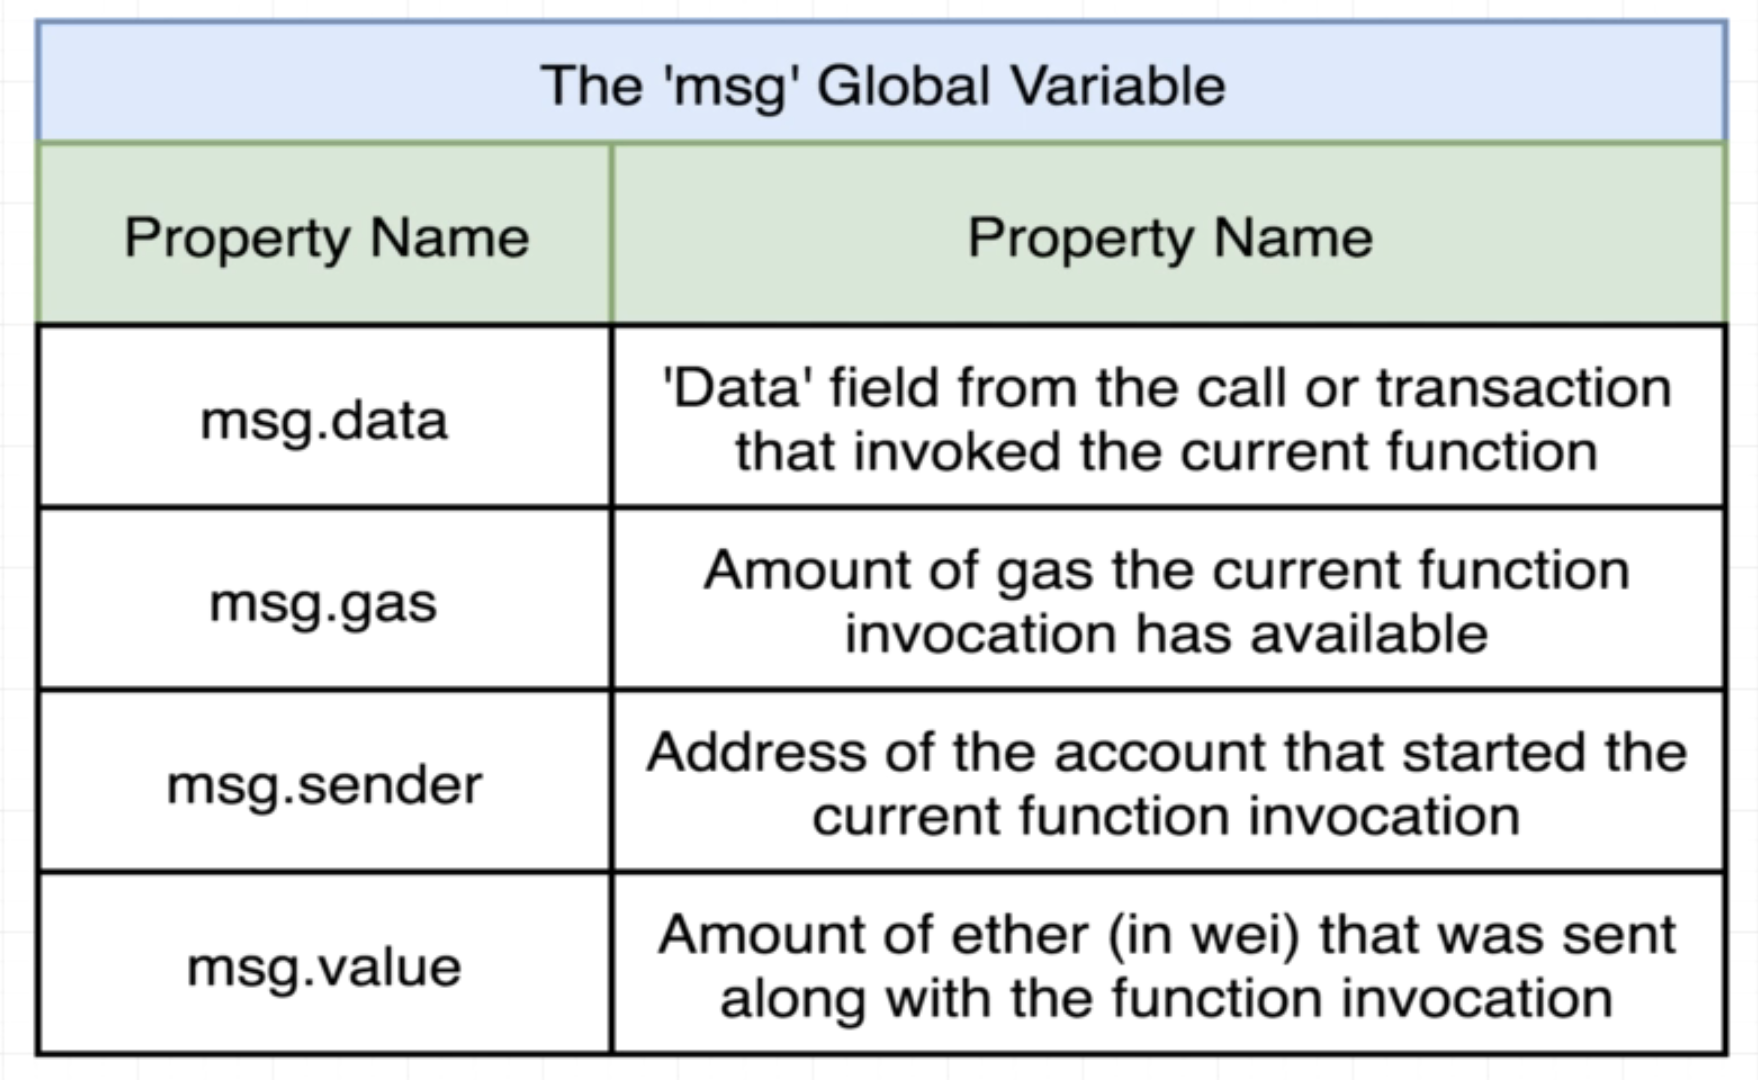 The 'msg' Global Variable
Property Name
Property Name
msg.data
'Data' field from the call or transaction
that invoked the current function
msg.gas
Amount of gas the current function
invocation has available
msg.sender
Address of the account that started the
current function invocation
msg.value
Amount of ether (in wei) that was sent
along with the function invocation